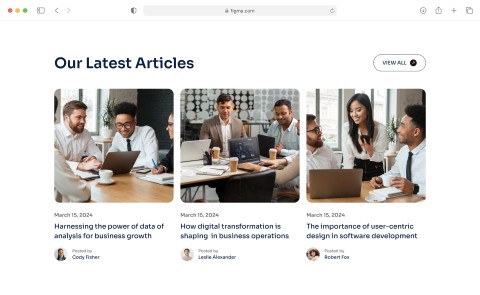 figma.com
Our Latest Articles
VIEW ALL
March 15, 2024
Harnessing the power of data of
analysis for business growth
Posted by
Cody Fisher
March 15, 2024
How digital transformation is
shaping in business operations
Posted by
Leslie Alexander
March 15, 2024
The importance of user-centric
design in software development
Posted by
Robert Fox